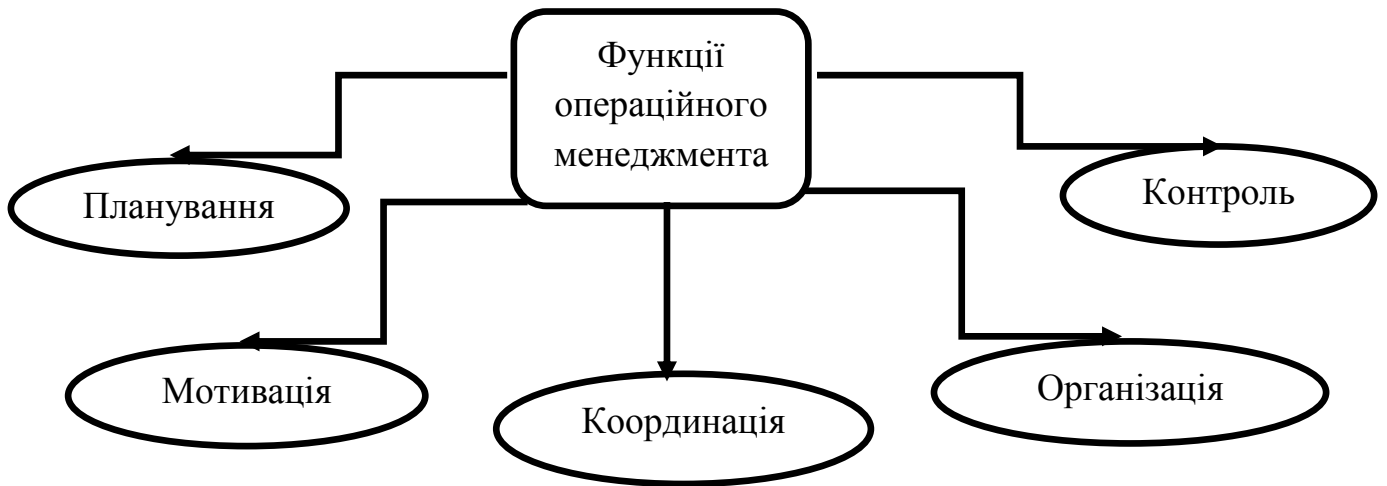 Функції
операційного
менеджмента
Планування
Контроль
Мотивація
Координація
Організація